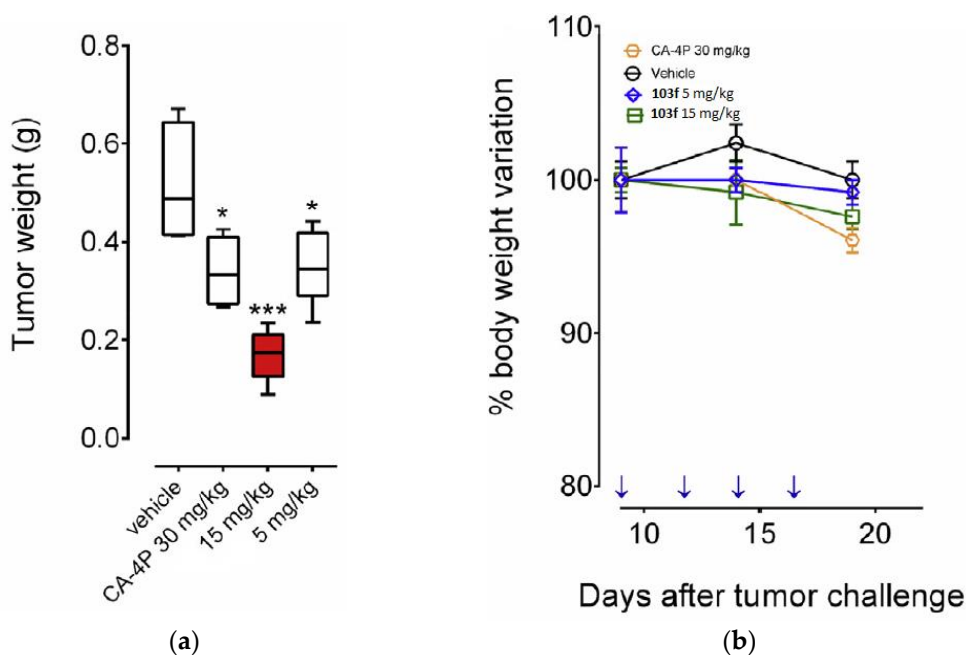 Tumor weight (g)
0.8
0.6
0.4
0.2
0.0
*
***
*
vehicle
CA-4P 30 mg/kg
15 mg/kg
5 mg/kg
(a)
% body weight variation
110
100
90
80
CA-4P 30 mg/kg
Vehicle
103f 5 mg/kg
103f 15 mg/kg
10
15
20
Days after tumor challenge
(b)